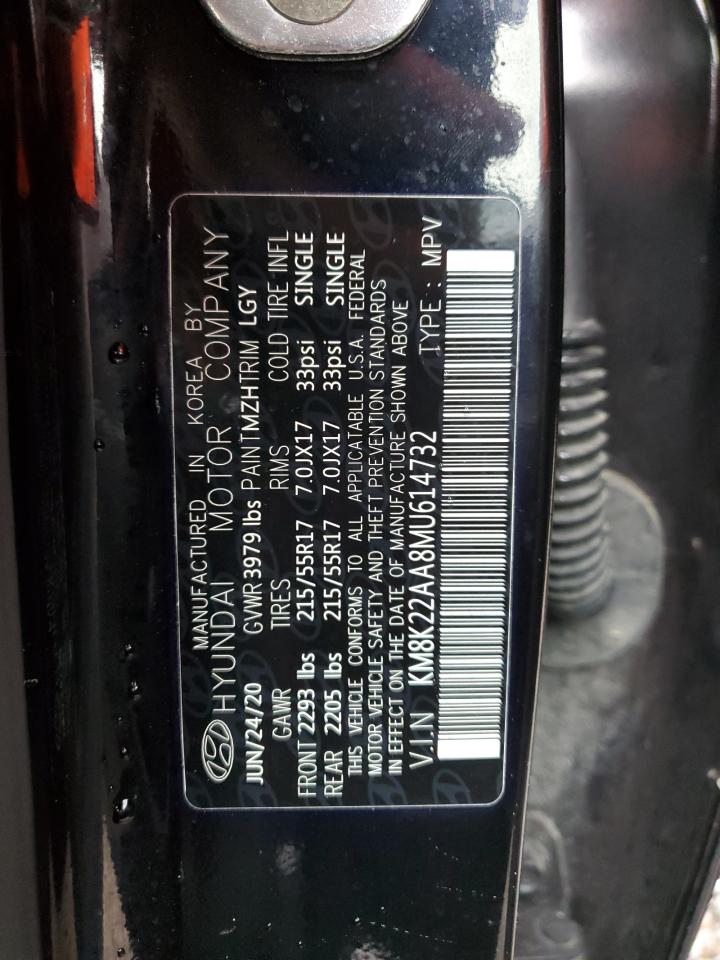 MANUFACTURED IN KOREA BY
HYUNDAI MOTOR COMPANY
JUN/24/20 GVWR 3979 lbs PAINT MZH TRIM LGY
GAWR TIRES RIMS COLD TIRE INFL
FRONT 2293 lbs 215/55R17 7.0JX17 33psi SINGLE
REAR 2205 lbs 215/55R17 7.0JX17 33psi SINGLE
THIS VEHICLE CONFORMS TO ALL APPLICATABLE U.S.A. FEDERAL
MOTOR VEHICLE SAFETY AND THEFT PREVENTION STANDARDS
IN EFFECT ON THE DATE OF MANUFACTURE SHOWN ABOVE
V.I.N KM8K22AA8MU614732 TYPE : MPV